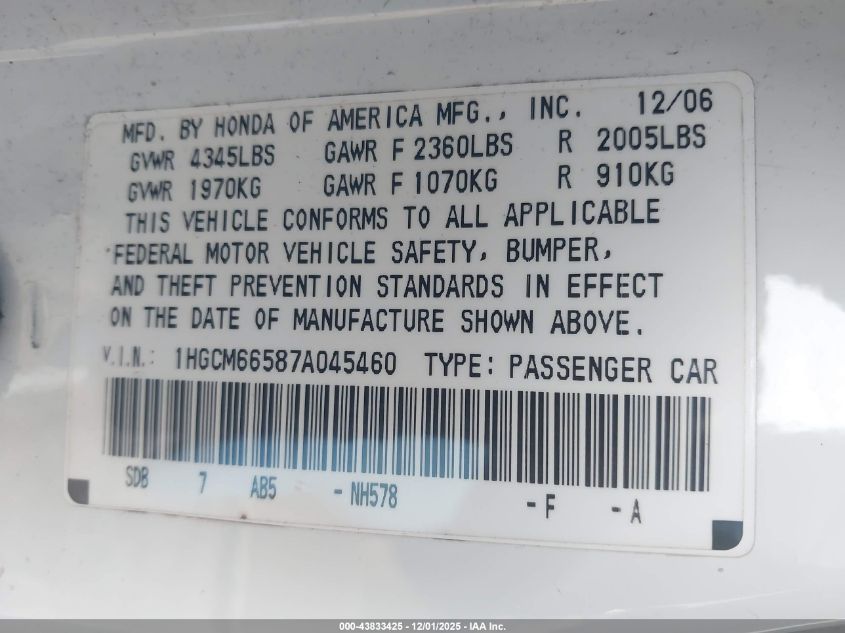 MFD. BY HONDA OF AMERICA MFG., INC. 12/06
GVWR 4345LBS GAWR F 2360LBS R 2005LBS
GVWR 1970KG GAWR F 1070KG R 910KG
THIS VEHICLE CONFORMS TO ALL APPLICABLE
FEDERAL MOTOR VEHICLE SAFETY, BUMPER,
AND THEFT PREVENTION STANDARDS IN EFFECT
ON THE DATE OF MANUFACTURE SHOWN ABOVE.
V.I.N.: 1HGCM66587A045460 TYPE: PASSENGER CAR
SDB 7 AB5 -NH578 -F -A
000-43833425 - 12/01/2025 - IAA Inc.